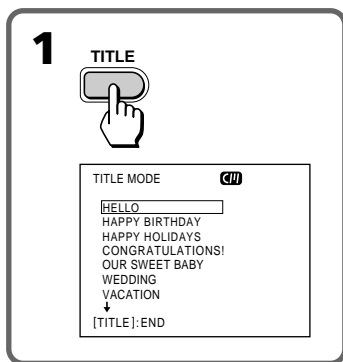 1
TITLE
TITLE MODE
HELLO
HAPPY BIRTHDAY
HAPPY HOLIDAYS
CONGRATULATIONS!
OUR SWEET BABY
WEDDING
VACATION
[TITLE]:END